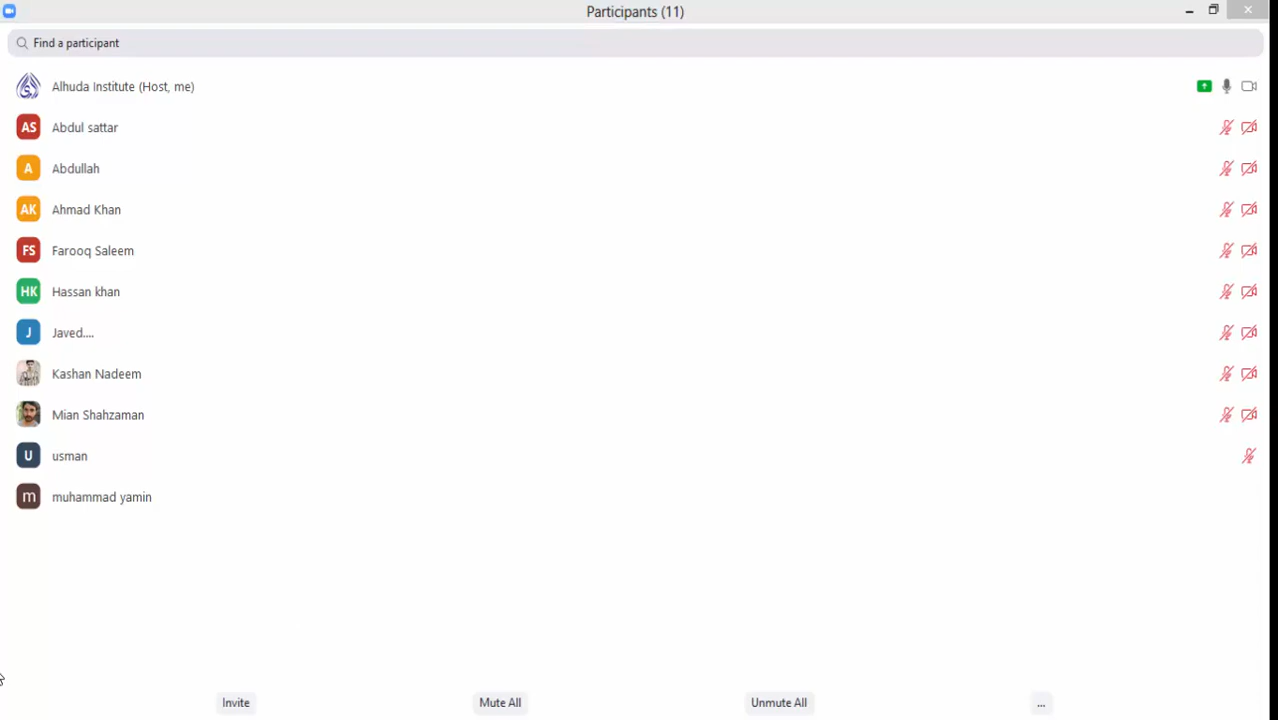 Participants (11)
Find a participant
Alhuda Institute (Host, me)
AS Abdul sattar
A Abdullah
AK Ahmad Khan
FS Farooq Saleem
HK Hassan khan
J Javed....
Kashan Nadeem
Mian Shahzaman
U usman
m muhammad yamin
Invite Mute All Unmute All ...